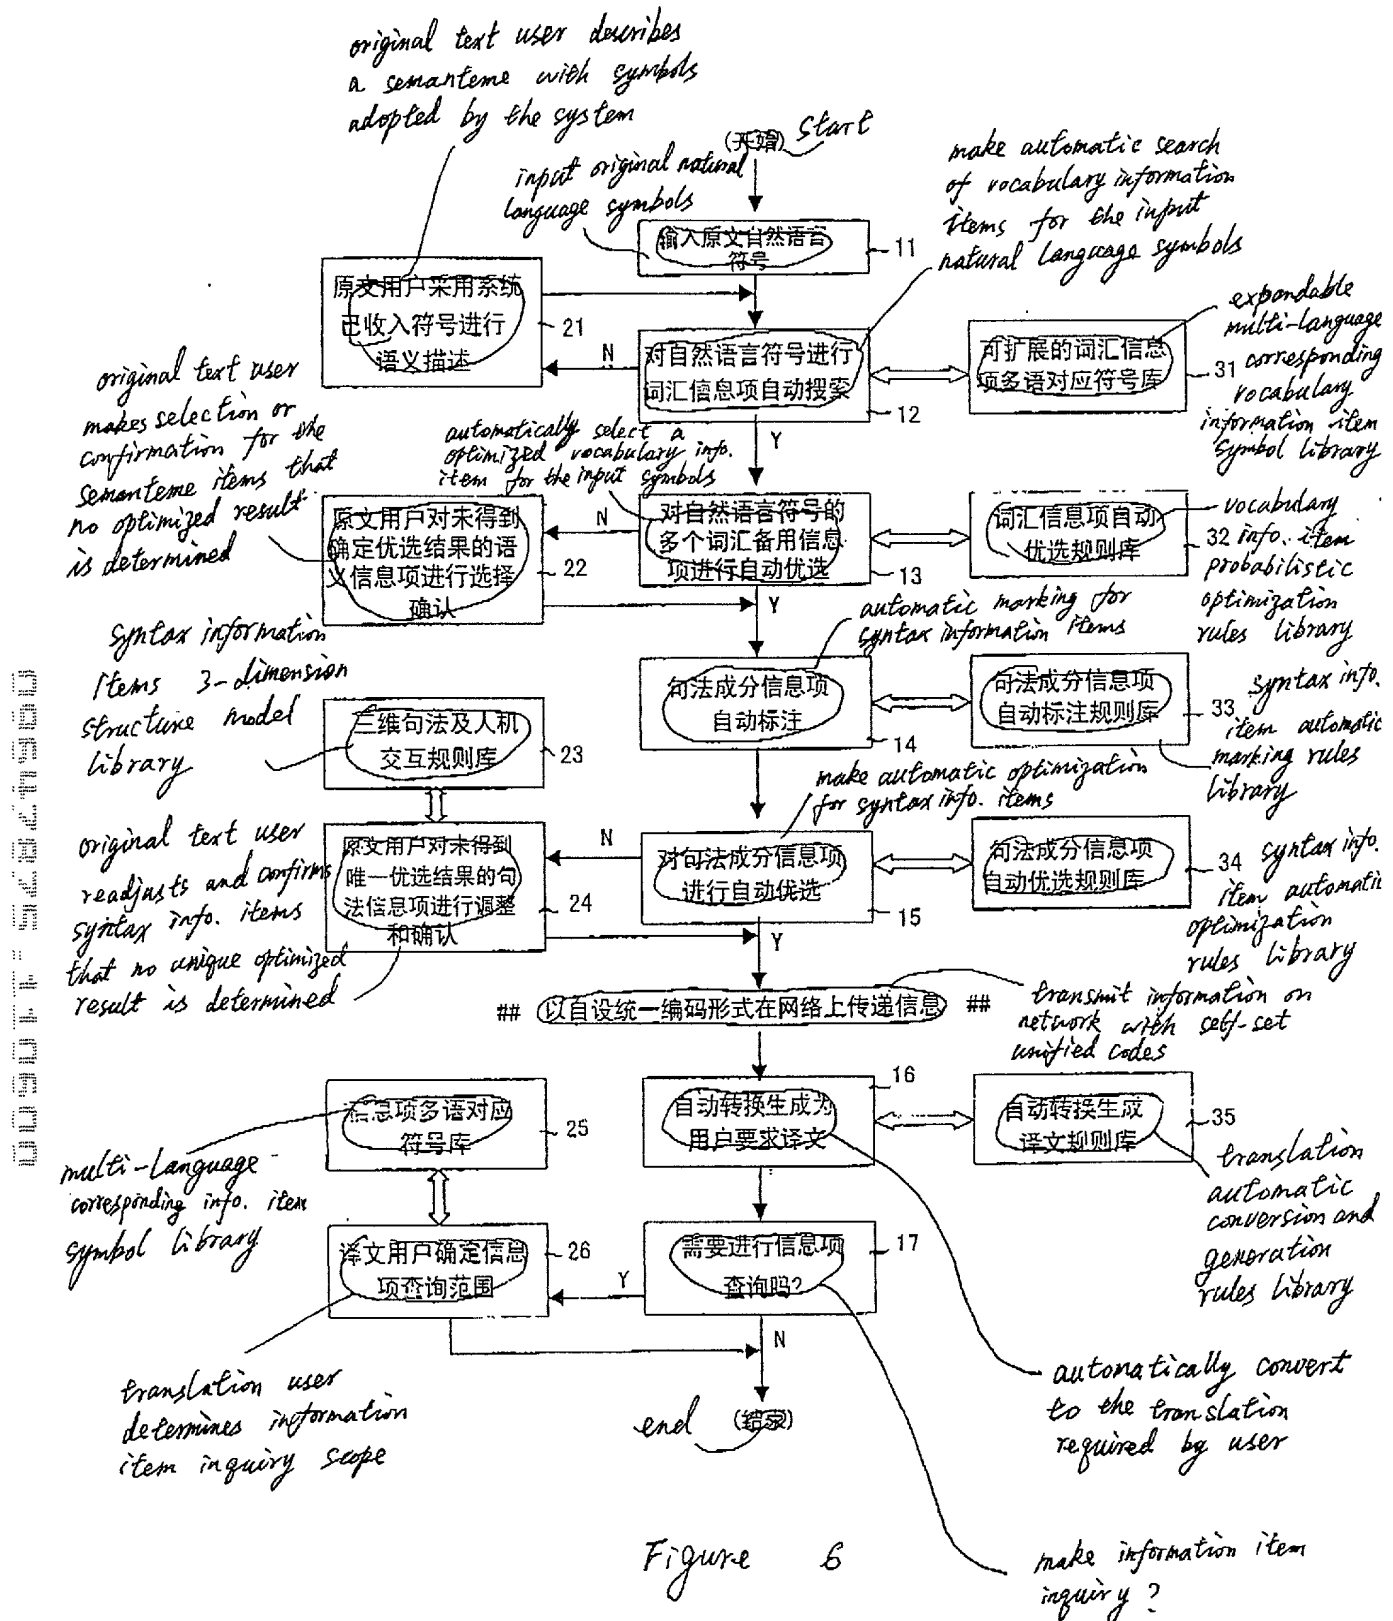 original text user describes
a semanteme with symbols
adopted by the system
(开始) start
input original natural
language symbols
make automatic search
of vocabulary information
items for the input
natural language symbols
输入原文自然语言
符号
11
原文用户采用系统
已收入符号进行
语义描述
21
N
对自然语言符号进行
词汇信息项自动搜索
12
可扩展的词汇信息
项多语对应符号库
31
expandable
multi-language
corresponding
vocabulary
information item
symbol library
original text user
makes selection or
confirmation for the
semanteme items that
no optimized result
is determined
Y
automatically select a
optimized vocabulary info.
item for the input symbols
原文用户对未得到
确定优选结果的语
义信息项进行选择
确认
22
N
对自然语言符号的
多个词汇备用信息
项进行自动优选
13
词汇信息项自动
优选规则库
32
vocabulary
info. item
probabilistic
optimization
rules library
Y
automatic marking for
syntax information items
syntax information
items 3-dimension
structure model
library
三维句法及人机
交互规则库
23
句法成分信息项
自动标注
14
句法成分信息项
自动标注规则库
33
syntax info.
item automatic
marking rules
library
make automatic optimization
for syntax info. items
original text user
readjusts and confirms
syntax info. items
that no unique optimized
result is determined
原文用户对未得到
唯一优选结果的句
法信息项进行调整
和确认
24
N
对句法成分信息项
进行自动优选
15
句法成分信息项
自动优选规则库
34
syntax info.
item automatic
optimization
rules library
Y
## 以自设统一编码形式在网络上传递信息 ##
transmit information on
network with self-set
unified codes
信息项多语对应
符号库
25
自动转换生成为
用户要求译文
16
自动转换生成
译文规则库
35
translation
automatic
conversion and
generation
rules library
multi-language
corresponding info. item
symbol library
译文用户确定信息
项查询范围
26
Y
需要进行信息项
查询吗?
17
N
translation user
determines information
item inquiry scope
end (结束)
automatically convert
to the translation
required by user
make information item
inquiry?
Figure 6